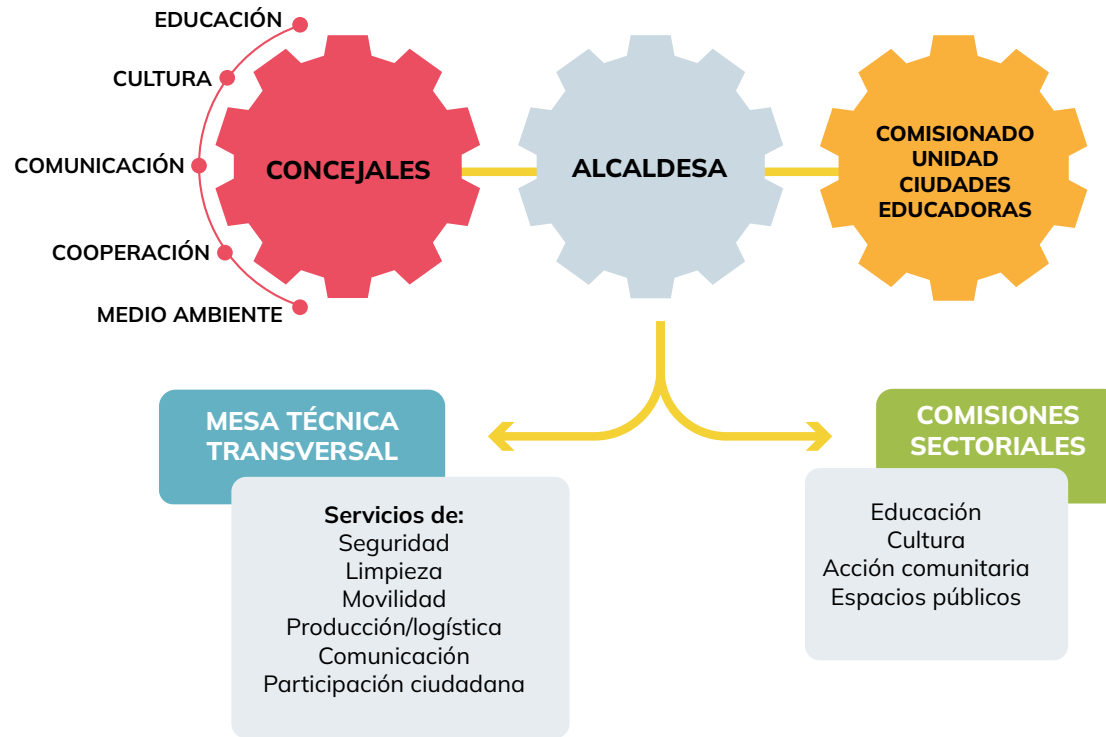 EDUCACIÓN
CULTURA
COMUNICACIÓN
COOPERACIÓN
MEDIO AMBIENTE
CONCEJALES
ALCALDESA
COMISIONADO
UNIDAD
CIUDADES
EDUCADORAS
MESA TÉCNICA
TRANSVERSAL
Servicios de:
Seguridad
Limpieza
Movilidad
Producción/logística
Comunicación
Participación ciudadana
COMISIONES
SECTORIALES
Educación
Cultura
Acción comunitaria
Espacios públicos